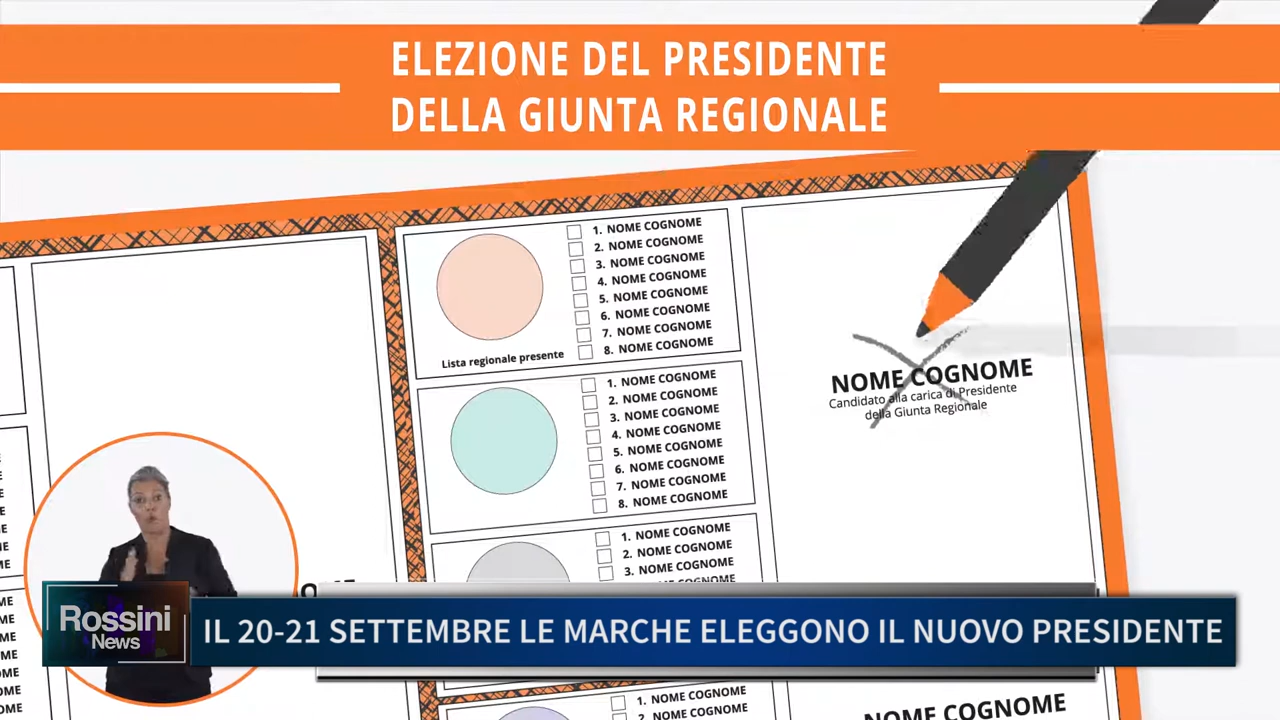 ELEZIONE DEL PRESIDENTE
DELLA GIUNTA REGIONALE
1. NOME COGNOME
2. NOME COGNOME
3. NOME COGNOME
4. NOME COGNOME
5. NOME COGNOME
6. NOME COGNOME
7. NOME COGNOME
8. NOME COGNOME
Lista regionale presente
1. NOME COGNOME
2. NOME COGNOME
3. NOME COGNOME
4. NOME COGNOME
5. NOME COGNOME
6. NOME COGNOME
7. NOME COGNOME
8. NOME COGNOME
1. NOME COGNOME
2. NOME COGNOME
3. NOME COGNOME
NOME COGNOME
Candidato alla carica di Presidente
della Giunta Regionale
Rossini
News
IL 20-21 SETTEMBRE LE MARCHE ELEGGONO IL NUOVO PRESIDENTE
1. NOME COGNOME
2. NOME COGNOME
NOME COGNOME